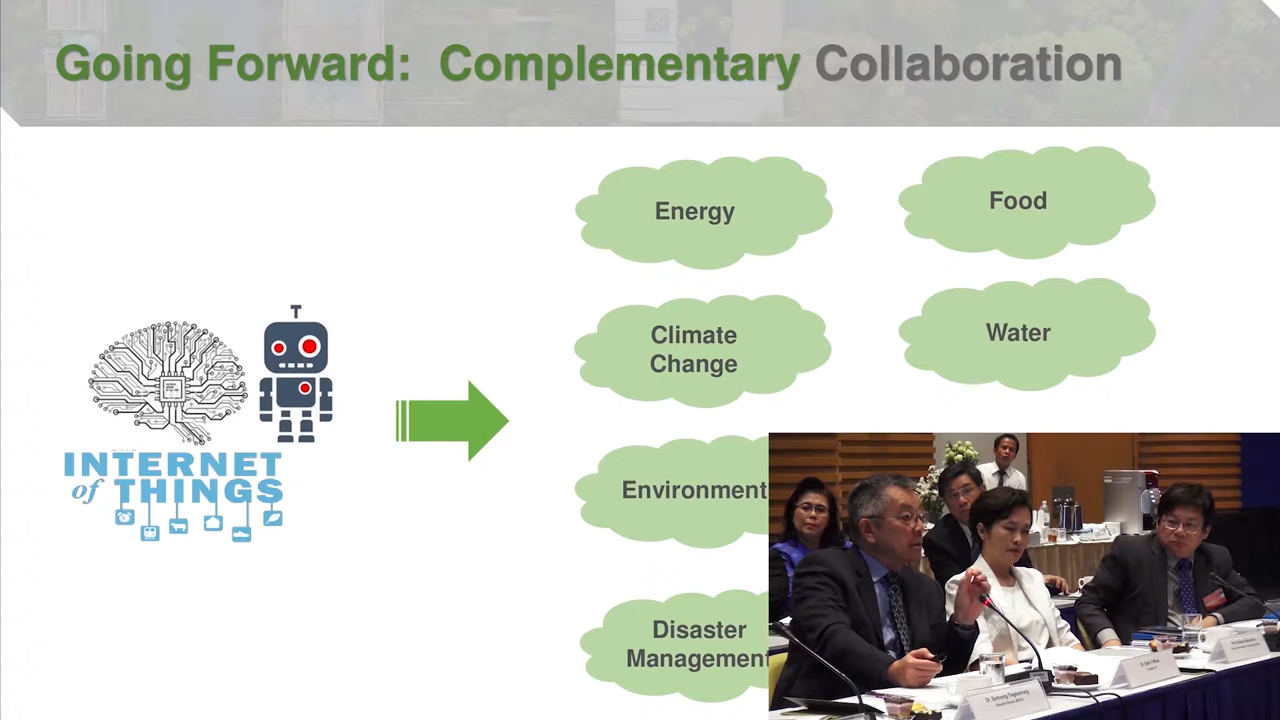 Going Forward: Complementary Collaboration
Energy
Food
Climate
Change
Water
INTERNET
of THINGS
Environment
Disaster
Management